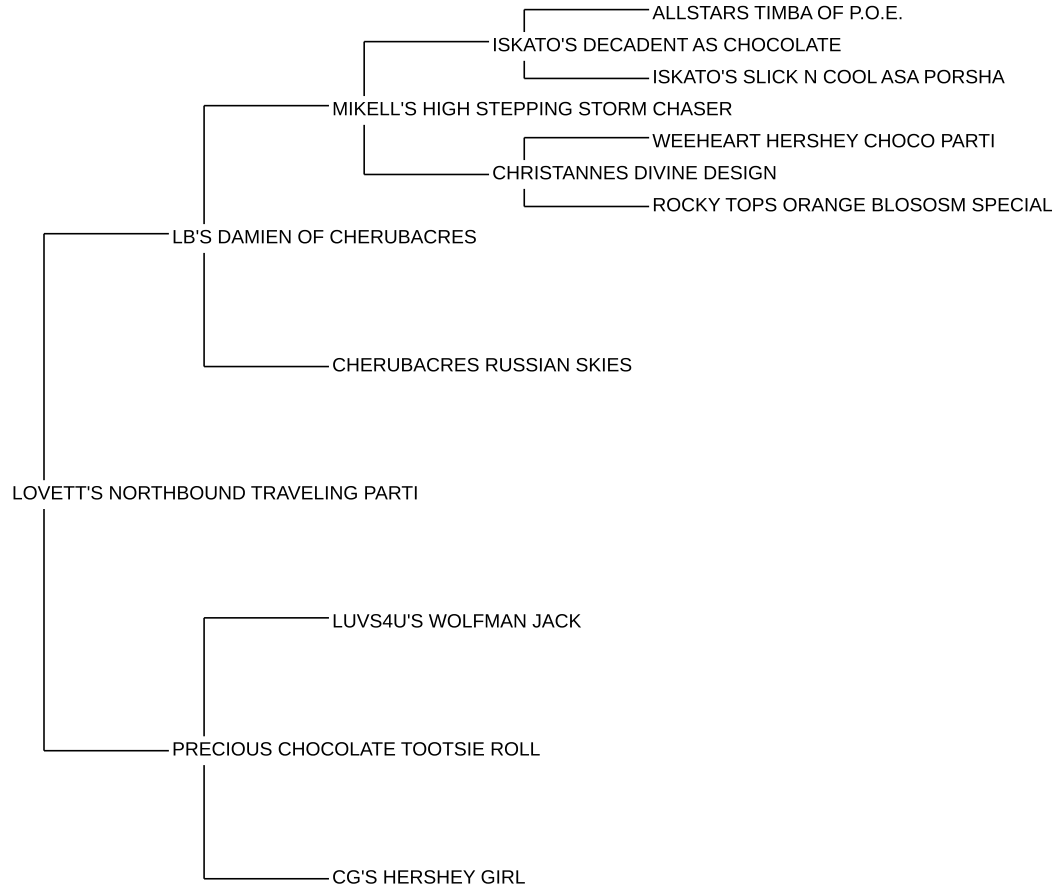 ALLSTARS TIMBA OF P.O.E.
ISKATO'S DECADENT AS CHOCOLATE
ISKATO'S SLICK N COOL ASA PORSHA
MIKELL'S HIGH STEPPING STORM CHASER
WEEHEART HERSHEY CHOCO PARTI
CHRISTANNES DIVINE DESIGN
ROCKY TOPS ORANGE BLOSOSM SPECIAL
LB'S DAMIEN OF CHERUBACRES
CHERUBACRES RUSSIAN SKIES
LOVETT'S NORTHBOUND TRAVELING PARTI
LUVS4U'S WOLFMAN JACK
PRECIOUS CHOCOLATE TOOTSIE ROLL
CG'S HERSHEY GIRL